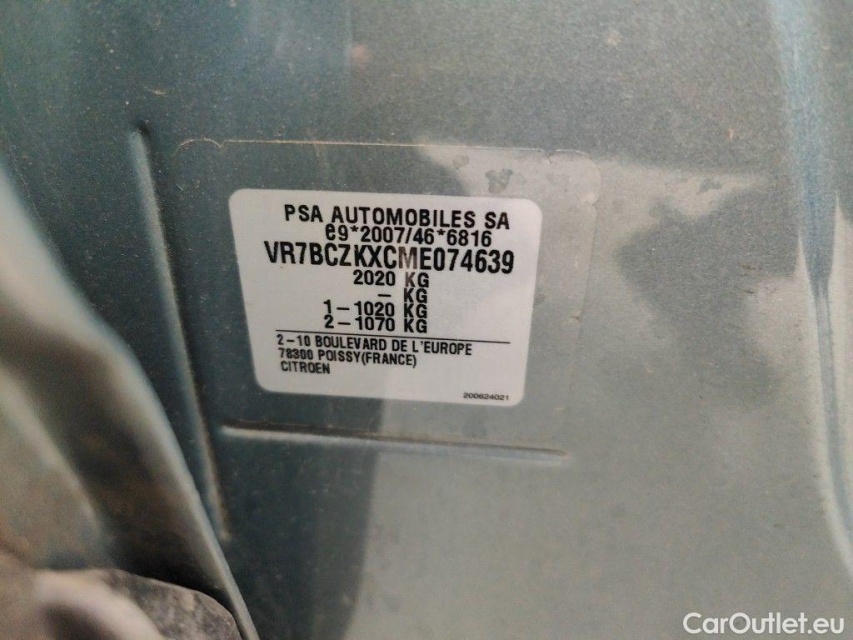 PSA AUTOMOBILES SA
e9*2007/46*6816
VR7BCZKXCME074639
2020 KG
– KG
1–1020 KG
2–1070 KG
2–10 BOULEVARD DE L'EUROPE
78300 POISSY(FRANCE)
CITROEN
200624021
CarOutlet.eu